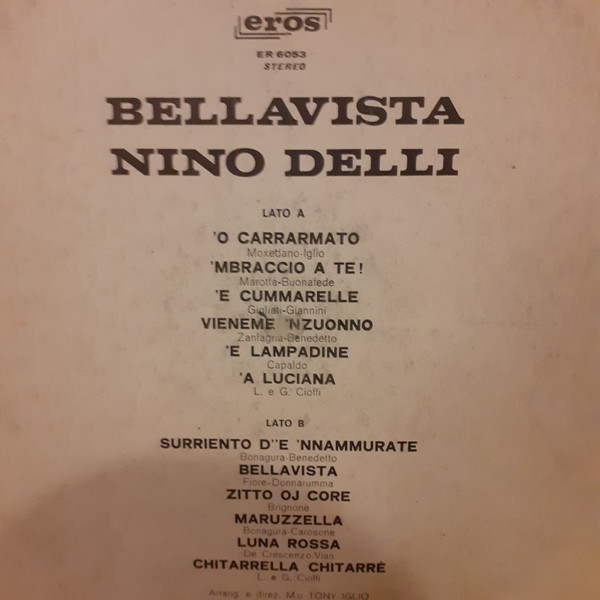 eros
ER 6053
STEREO
BELLAVISTA
NINO DELLI
LATO A
'O CARRARMATO
Moxetiano-Iglio
'MBRACCIO A TE!
Marotta-Buonafede
'E CUMMARELLE
Gigliati-Giannini
VIENEME 'NZUONNO
Zanfagna-Benedetto
'E LAMPADINE
Capaldo
'A LUCIANA
L. e G. Cioffi
LATO B
SURRIENTO D''E 'NNAMMURATE
Bonagura-Benedetto
BELLAVISTA
Fiore-Donnarumma
ZITTO OJ CORE
Brignone
MARUZZELLA
Bonagura-Carosone
LUNA ROSSA
De Crescenzo-Vian
CHITARRELLA CHITARRÈ
L. e G. Cioffi
Arrang. e direz. M.o TONY IGLIO